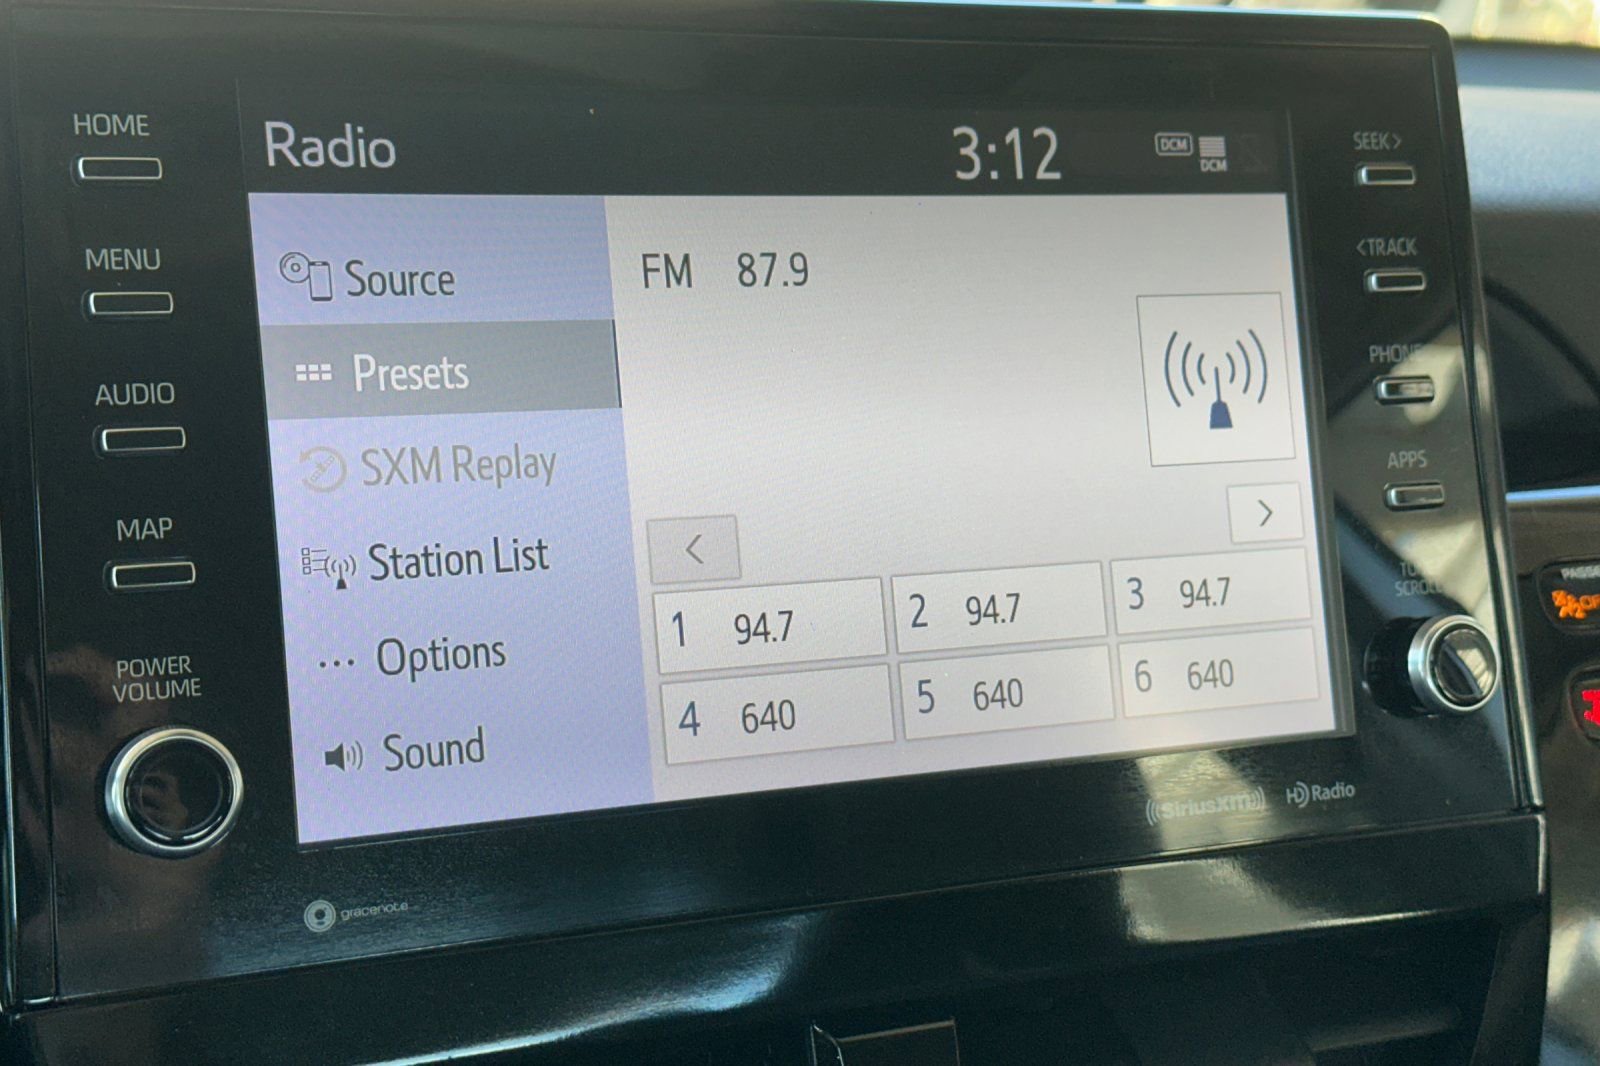 HOME
Radio
3:12
DCM
DCM
SEEK >
MENU
Source
FM 87.9
< TRACK
Presets
PHONE
AUDIO
SXM Replay
APPS
MAP
Station List
< >
1 94.7
2 94.7
3 94.7
POWER
VOLUME
Options
4 640
5 640
6 640
Sound
SiriusXM
HD Radio
gracenote